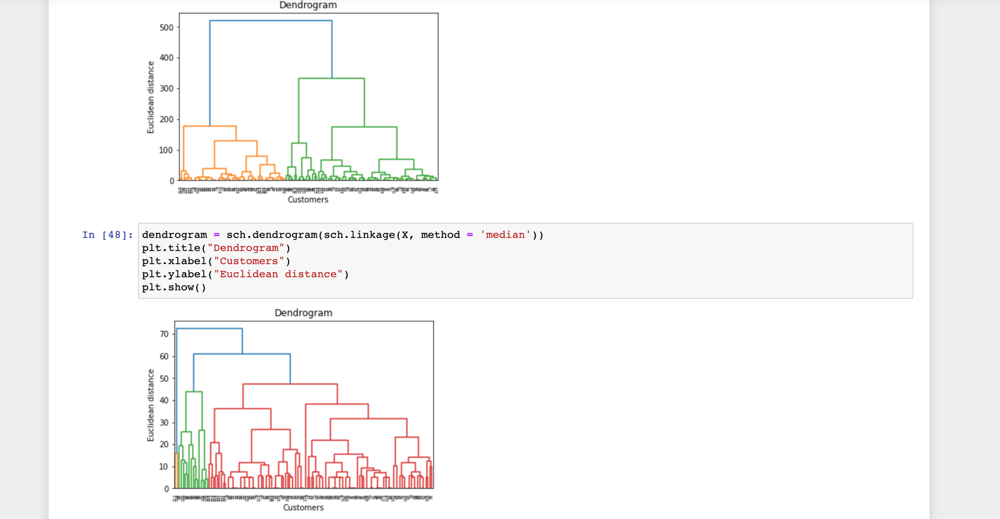 Dendrogram
500
400
300
200
100
0
Euclidean distance
Customers
In [48]:
dendrogram = sch.dendrogram(sch.linkage(X, method = 'median'))
plt.title("Dendrogram")
plt.xlabel("Customers")
plt.ylabel("Euclidean distance")
plt.show()
Dendrogram
70
60
50
40
30
20
10
0
Euclidean distance
Customers